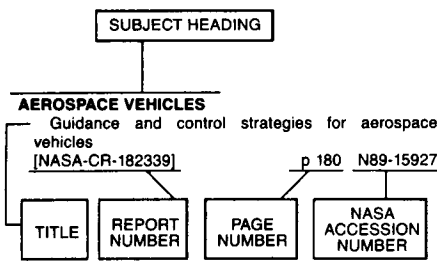 SUBJECT HEADING
AEROSPACE VEHICLES
Guidance and control strategies for aerospace
vehicles
[NASA-CR-182339] p 180 N89-15927
TITLE
REPORT
NUMBER
PAGE
NUMBER
NASA
ACCESSION
NUMBER